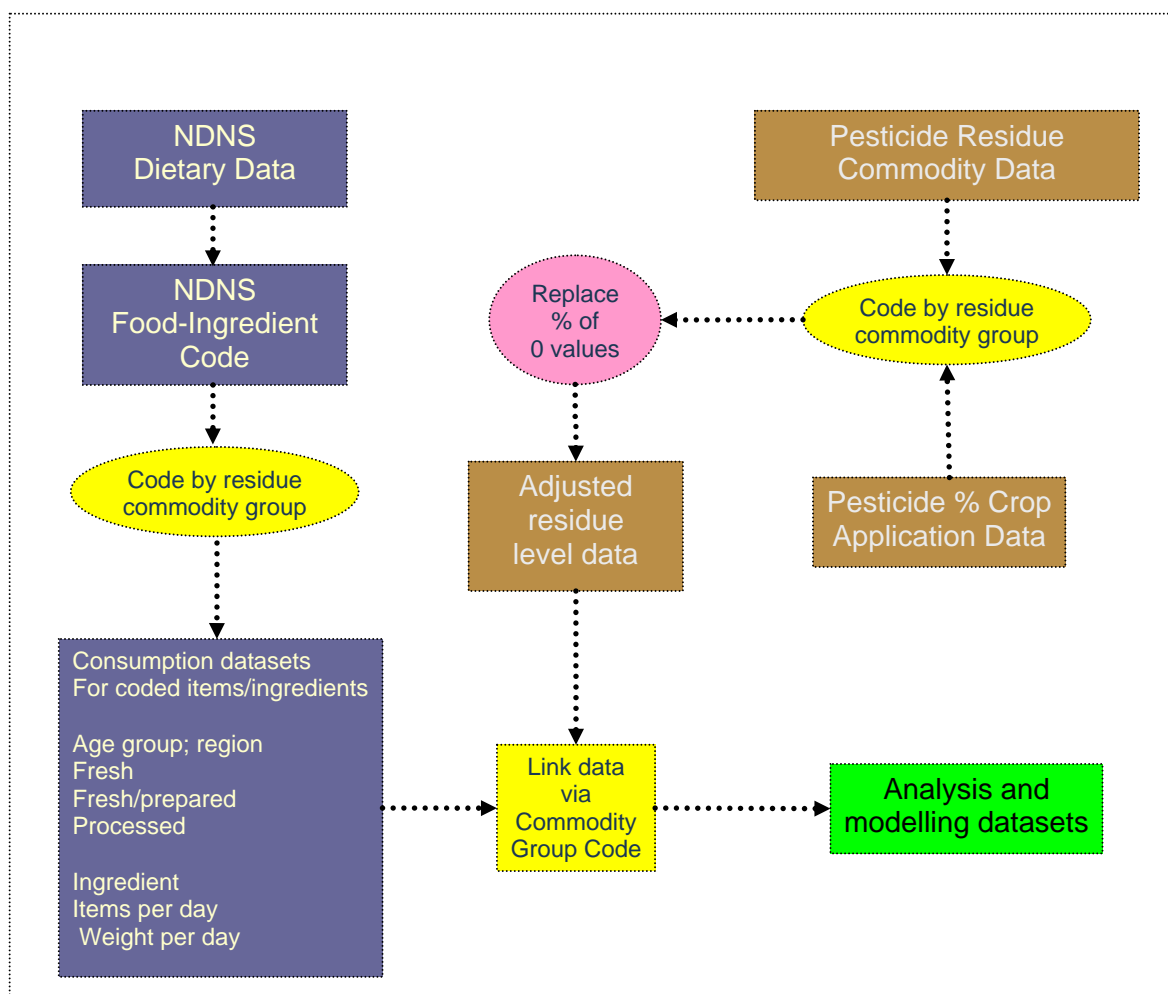 NDNS
Dietary Data
Pesticide Residue
Commodity Data
NDNS
Food-Ingredient
Code
Replace
% of
0 values
Code by residue
commodity group
Code by residue
commodity group
Adjusted
residue
level data
Pesticide % Crop
Application Data
Consumption datasets
For coded items/ingredients
Age group; region
Fresh
Fresh/prepared
Processed
Ingredient
Items per day
Weight per day
Link data
via
Commodity
Group Code
Analysis and
modelling datasets